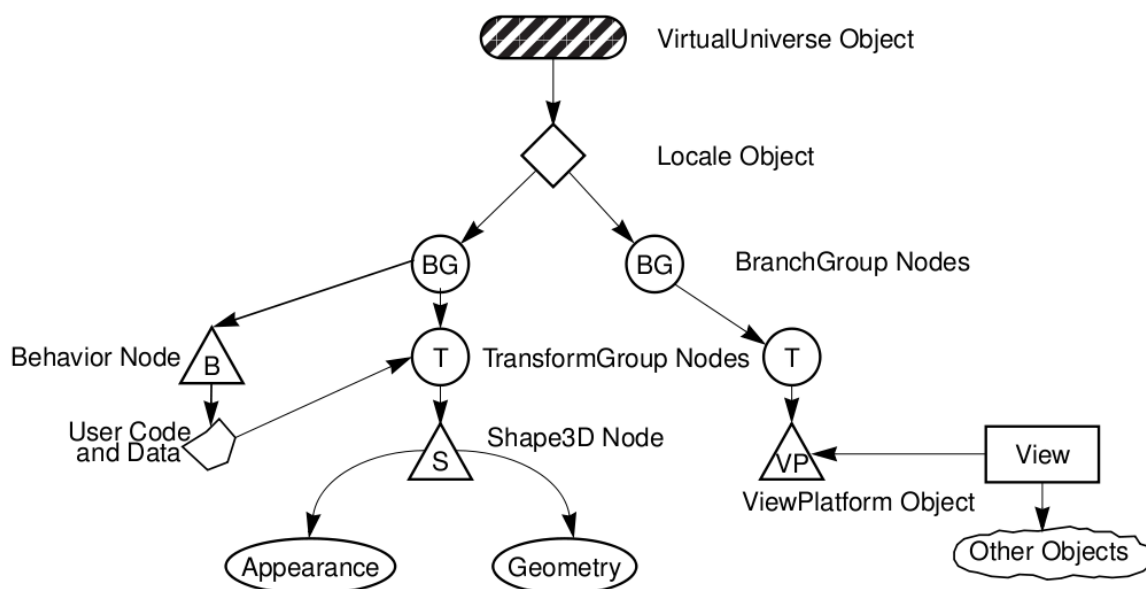 VirtualUniverse Object
Locale Object
BG
BG
BranchGroup Nodes
Behavior Node
B
T
TransformGroup Nodes
T
User Code
and Data
Shape3D Node
S
VP
View
ViewPlatform Object
Appearance
Geometry
Other Objects